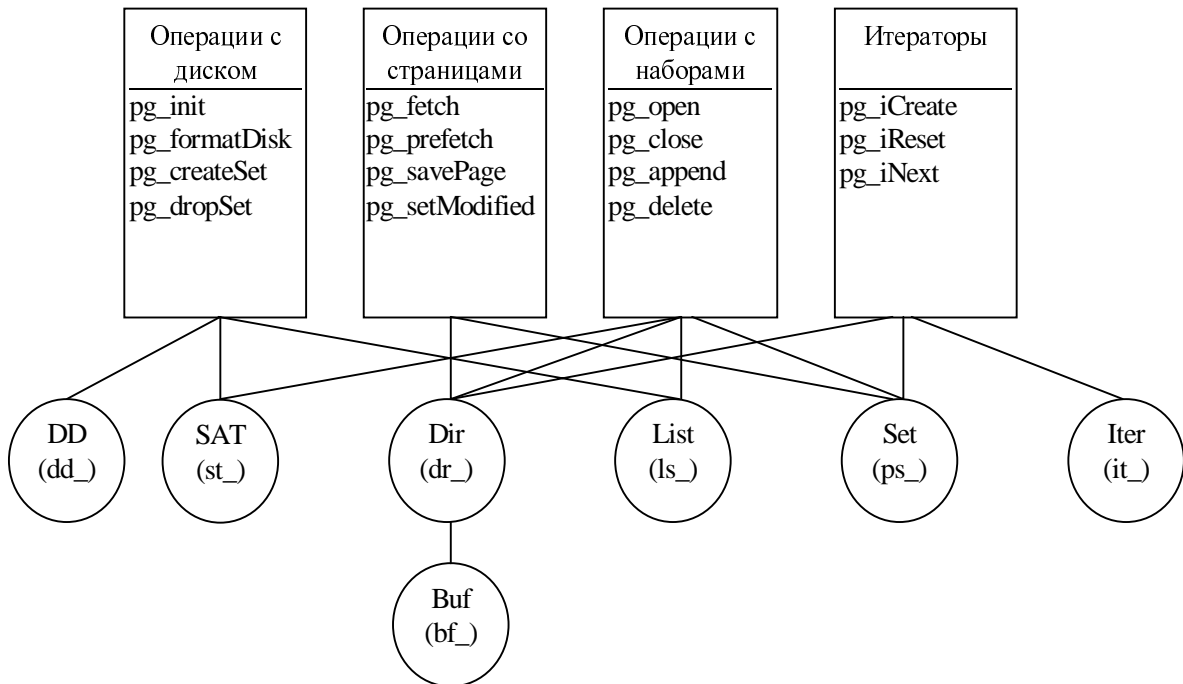 Операции с
диском
pg_init
pg_formatDisk
pg_createSet
pg_dropSet
Операции со
страницами
pg_fetch
pg_prefetch
pg_savePage
pg_setModified
Операции с
наборами
pg_open
pg_close
pg_append
pg_delete
Итераторы
pg_iCreate
pg_iReset
pg_iNext
DD
(dd_)
SAT
(st_)
Dir
(dr_)
List
(ls_)
Set
(ps_)
Iter
(it_)
Buf
(bf_)